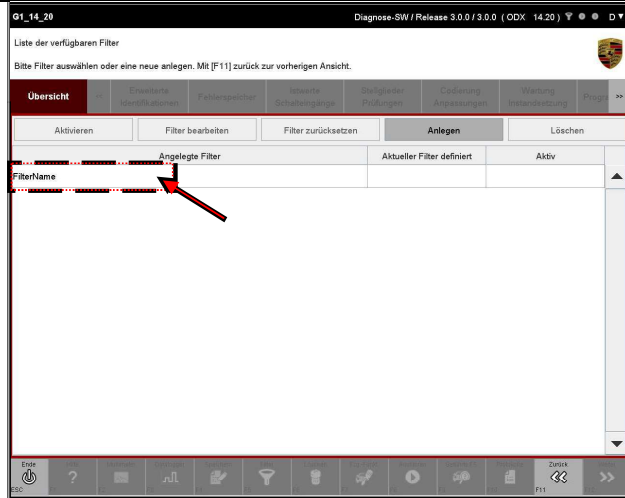 G1_14_20 Diagnose-SW / Release 3.0.0 / 3.0.0 ( ODX 14.20 ) D
Liste der verfügbaren Filter
Bitte Filter auswählen oder eine neue anlegen. Mit [F11] zurück zur vorherigen Ansicht.
Übersicht << Erweiterte Identifikationen Fehlerspeicher Istwerte Schalteingänge Stellglieder Prüfungen Codierung Anpassungen Wartung Instandsetzung Progra >>
Aktivieren Filter bearbeiten Filter zurücksetzen Anlegen Löschen
Angelegte Filter Aktueller Filter definiert Aktiv
FilterName
Ende Zurück
?
ESC F11